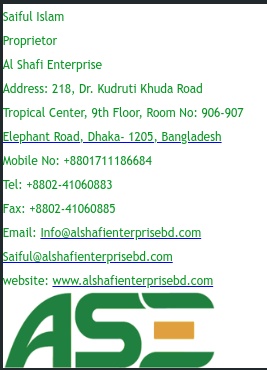 Saiful Islam
Proprietor
Al Shafi Enterprise
Address: 218, Dr. Kudruti Khuda Road
Tropical Center, 9th Floor, Room No: 906-907
Elephant Road, Dhaka- 1205, Bangladesh
Mobile No: +8801711186684
Tel: +8802-41060883
Fax: +8802-41060885
Email: Info@alshafienterprisebd.com
Saiful@alshafienterprisebd.com
website: www.alshafienterprisebd.com
ASE